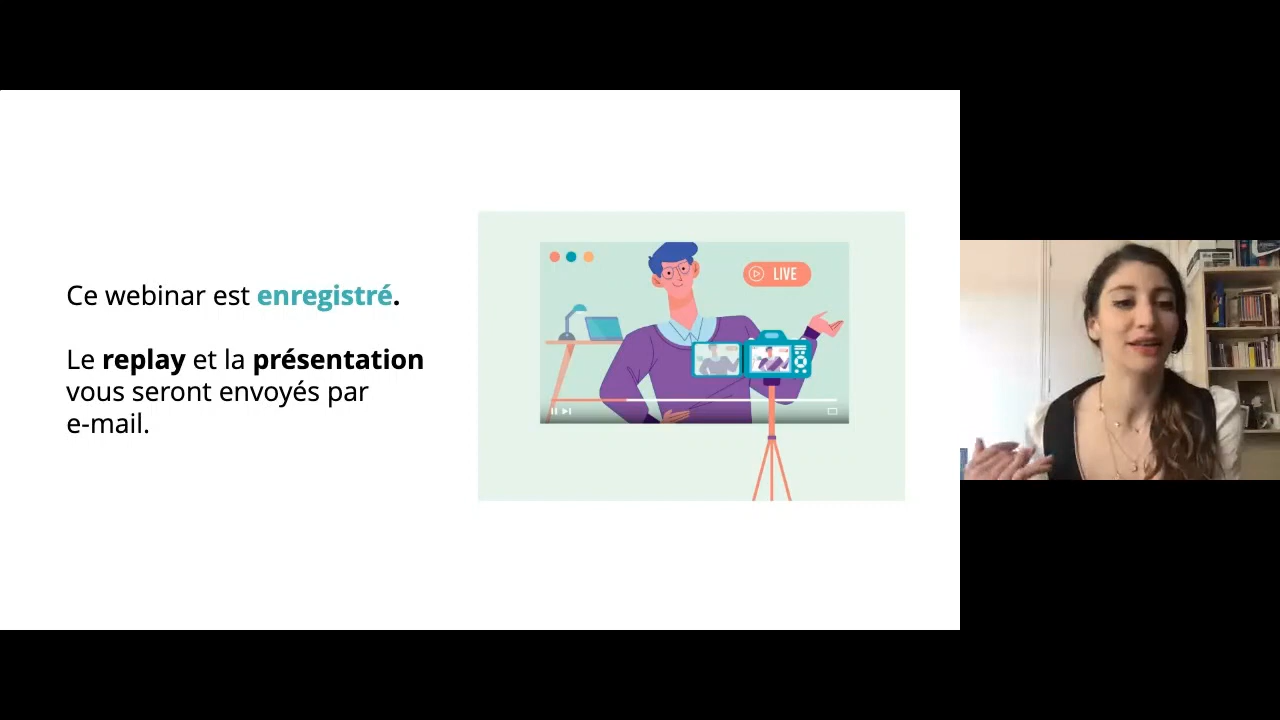 Ce webinar est enregistré.
Le replay et la présentation
vous seront envoyés par
e-mail.
LIVE